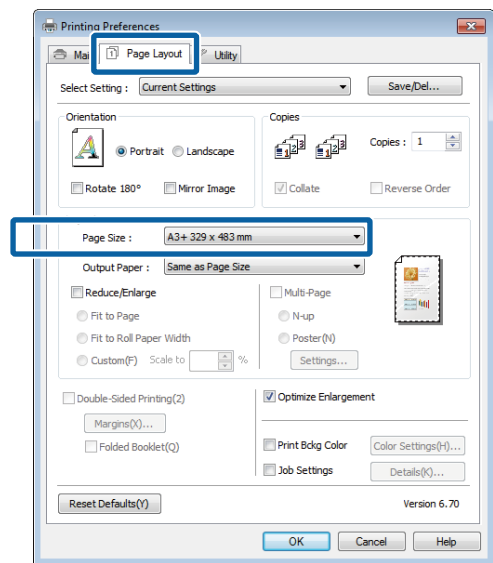 Printing Preferences
Mai
Page Layout
Utility
Select Setting : Current Settings Save/Del...
Orientation Copies
A Portrait Landscape Copies : 1
Rotate 180° Mirror Image Collate Reverse Order
Page Size : A3+ 329 x 483 mm
Output Paper : Same as Page Size
Reduce/Enlarge Multi-Page
Fit to Page N-up
Fit to Roll Paper Width Poster(N)
Custom(F) Scale to % Settings...
Double-Sided Printing(2) Optimize Enlargement
Margins(X)...
Folded Booklet(Q) Print Bckg Color Color Settings(H)...
Job Settings Details(K)...
Reset Defaults(Y) Version 6.70
OK Cancel Help